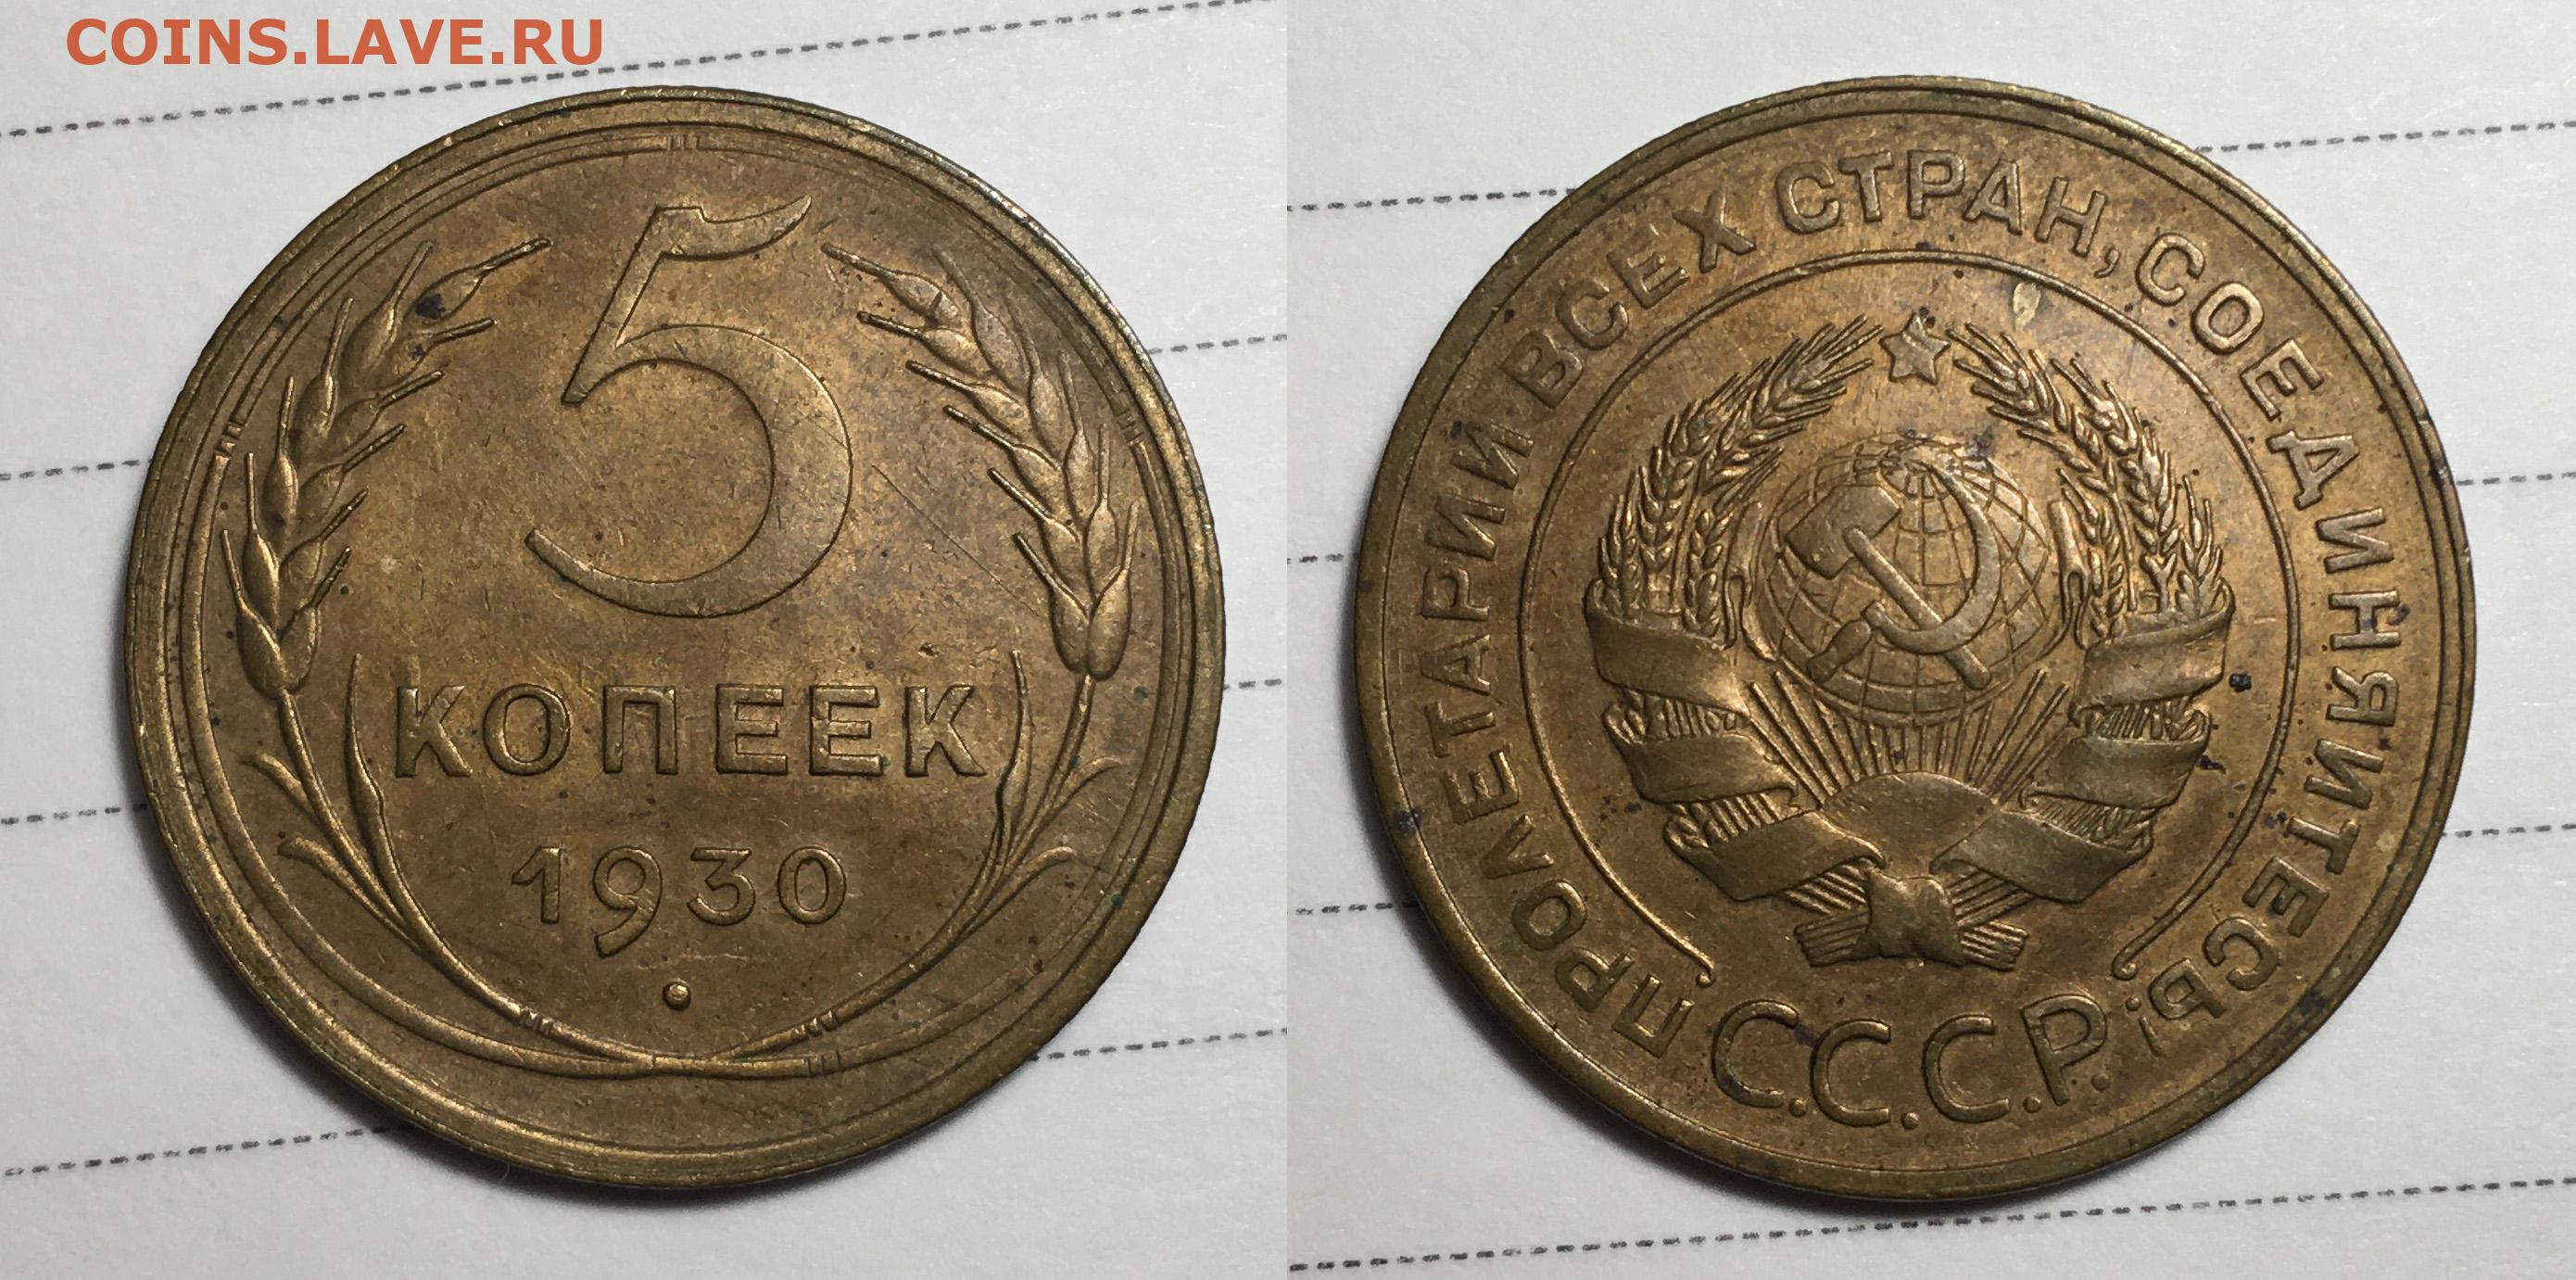 COINS.LAVE.RU
5
КОПЕЕК
1930
ПРОЛЕТАРИИ ВСЕХ СТРАН, СОЕДИНЯЙТЕСЬ!
С.С.С.Р.